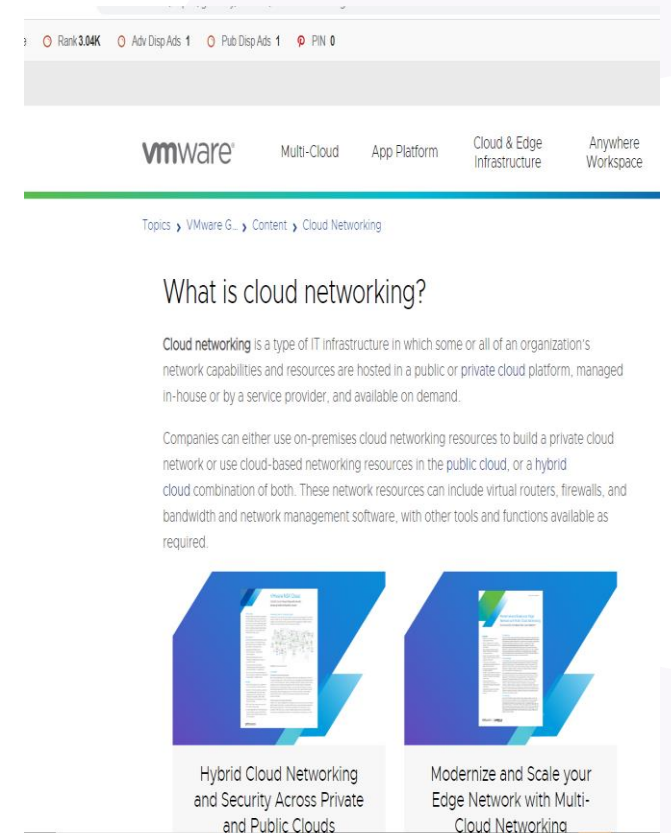 Rank 3.04K Adv Disp Ads 1 Pub Disp Ads 1 PIN 0
vmware® Multi-Cloud App Platform Cloud & Edge Infrastructure Anywhere Workspace
Topics › VMware G... › Content › Cloud Networking
What is cloud networking?
Cloud networking is a type of IT infrastructure in which some or all of an organization's
network capabilities and resources are hosted in a public or private cloud platform, managed
in-house or by a service provider, and available on demand.
Companies can either use on-premises cloud networking resources to build a private cloud
network or use cloud-based networking resources in the public cloud, or a hybrid
cloud combination of both. These network resources can include virtual routers, firewalls, and
bandwidth and network management software, with other tools and functions available as
required.
Hybrid Cloud Networking
and Security Across Private
and Public Clouds
Modernize and Scale your
Edge Network with Multi-
Cloud Networking